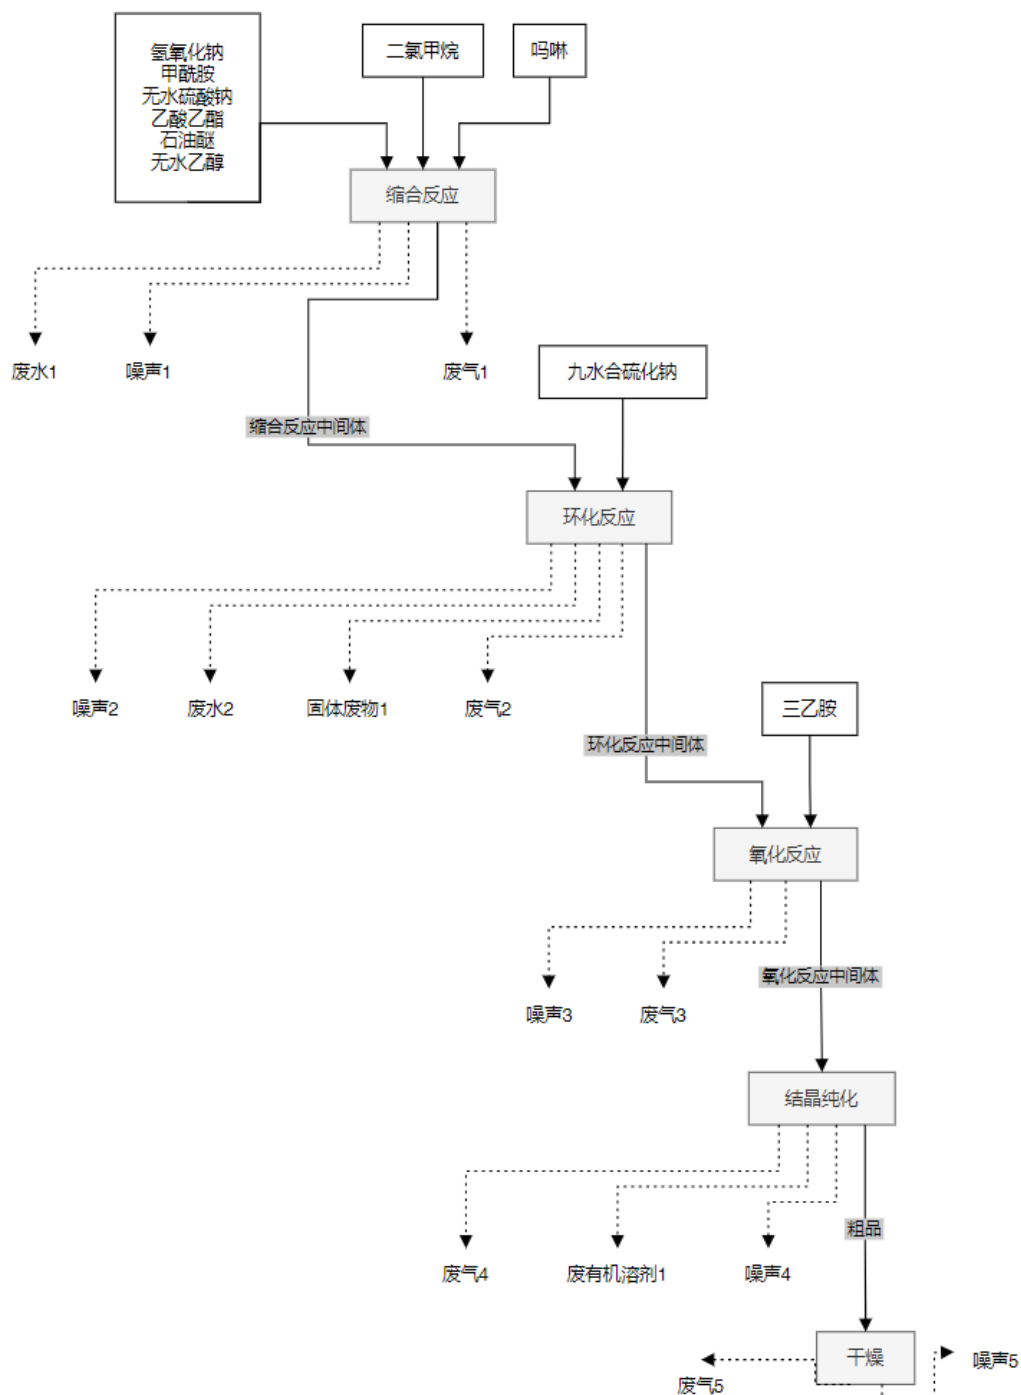 氢氧化钠
甲酰胺
无水硫酸钠
乙酸乙酯
石油醚
无水乙醇
二氯甲烷
吗啉
缩合反应
废水1
噪声1
废气1
九水合硫化钠
缩合反应中间体
环化反应
噪声2
废水2
固体废物1
废气2
三乙胺
环化反应中间体
氧化反应
氧化反应中间体
噪声3
废气3
结晶纯化
粗品
废气4
废有机溶剂1
噪声4
干燥
噪声5
废气5